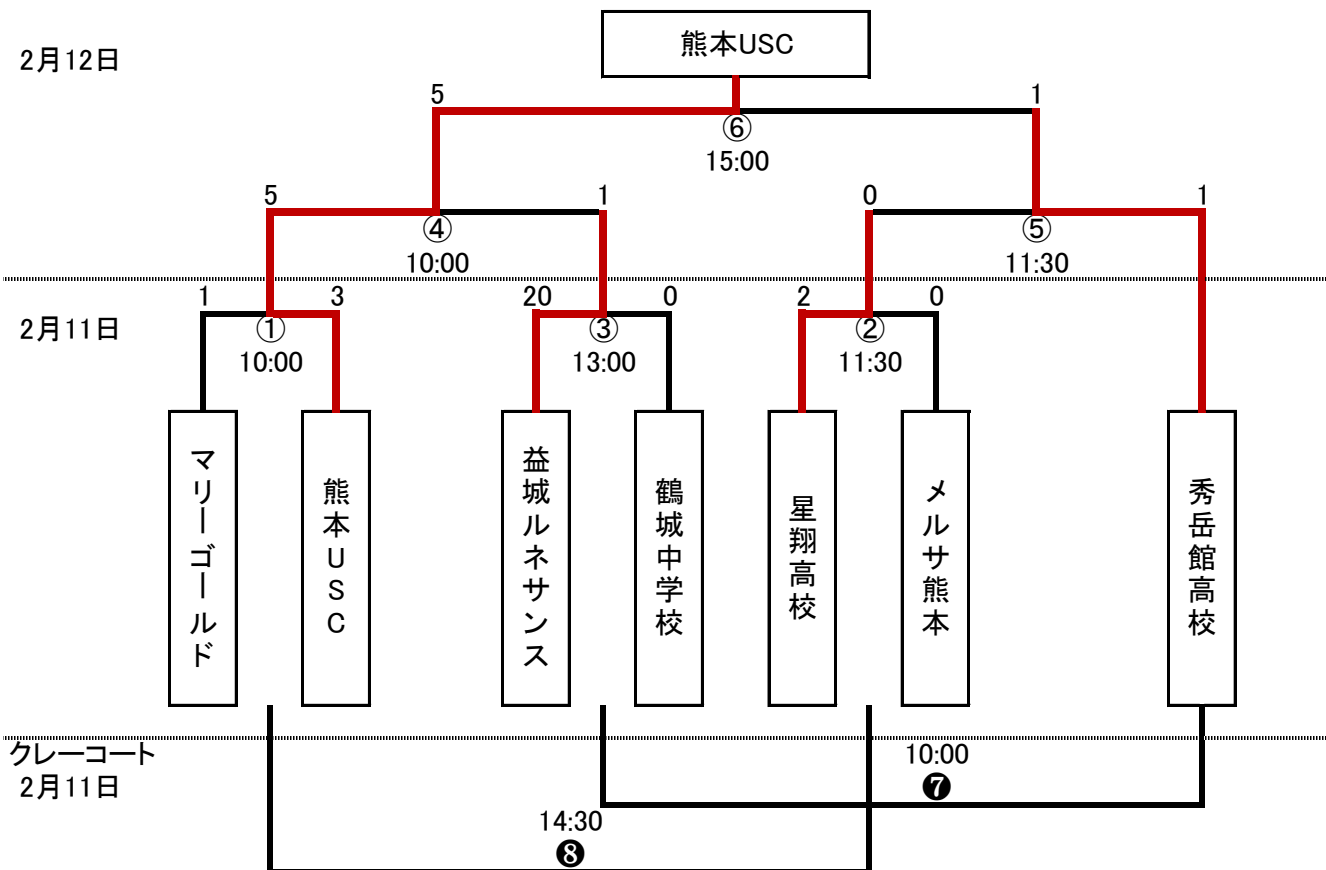 熊本USC
2月12日
5
1
⑥
15:00
5
1
0
1
④
⑤
10:00
11:30
1
3
20
0
2
0
2月11日
①
③
②
10:00
13:00
11:30
マリーゴールド
熊本USC
益城ルネサンス
鶴城中学校
星翔高校
メルサ熊本
秀岳館高校
クレーコート
10:00
2月11日
❼
14:30
❽